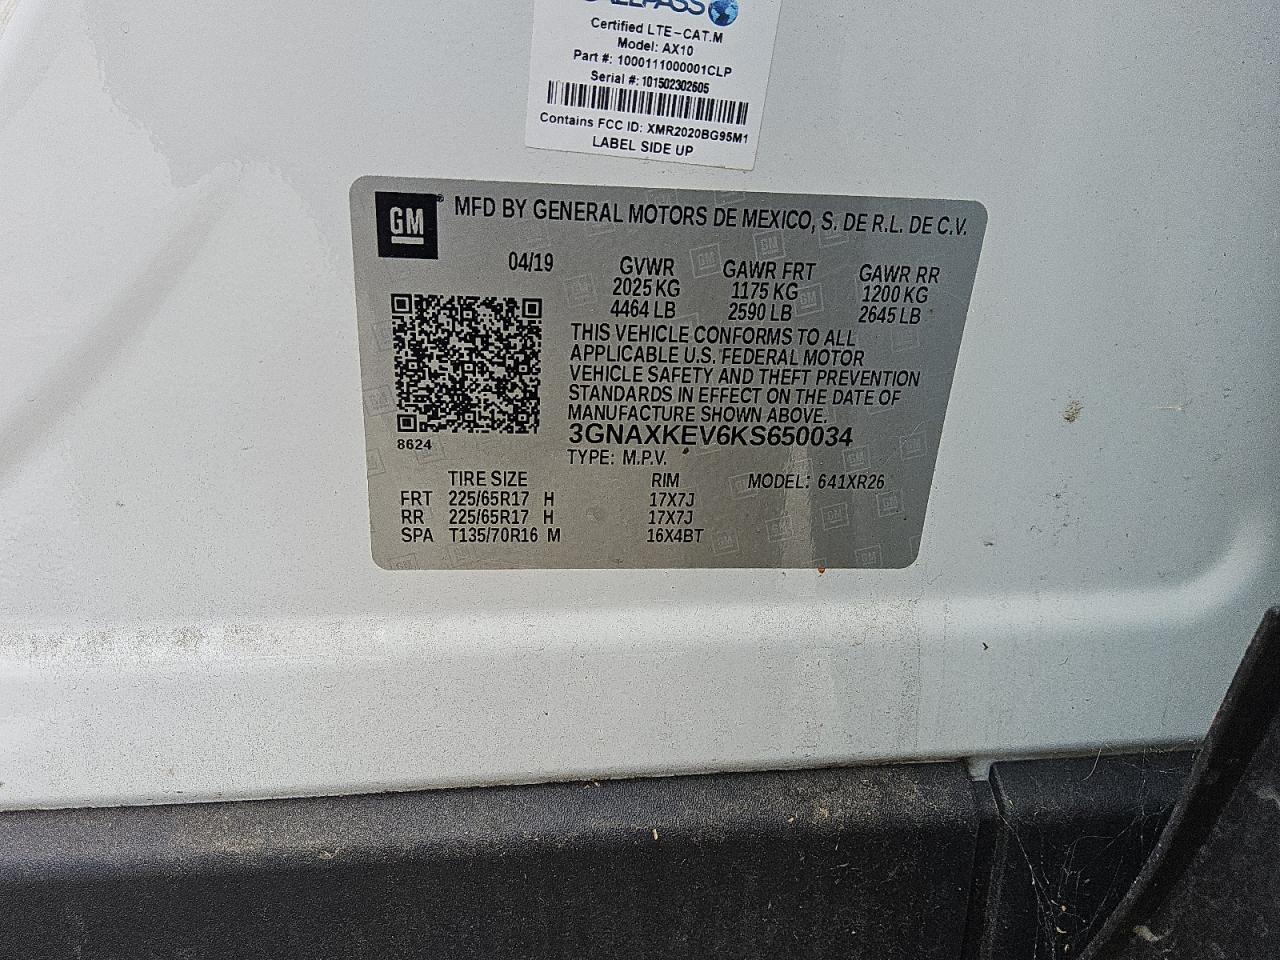 Certified LTE-CAT.M
Model: AX10
Part #: 1000111000001CLP
Serial #: 101502302605
Contains FCC ID: XMR2020BG95M1
LABEL SIDE UP
GM® MFD BY GENERAL MOTORS DE MEXICO, S. DE R.L. DE C.V.
04/19 GVWR GAWR FRT GAWR RR
2025 KG 1175 KG 1200 KG
4464 LB 2590 LB 2645 LB
THIS VEHICLE CONFORMS TO ALL
APPLICABLE U.S. FEDERAL MOTOR
VEHICLE SAFETY AND THEFT PREVENTION
STANDARDS IN EFFECT ON THE DATE OF
MANUFACTURE SHOWN ABOVE.
8624
3GNAXKEV6KS650034
TYPE: M.P.V.
TIRE SIZE RIM MODEL: 641XR26
FRT 225/65R17 H 17X7J
RR 225/65R17 H 17X7J
SPA T135/70R16 M 16X4BT